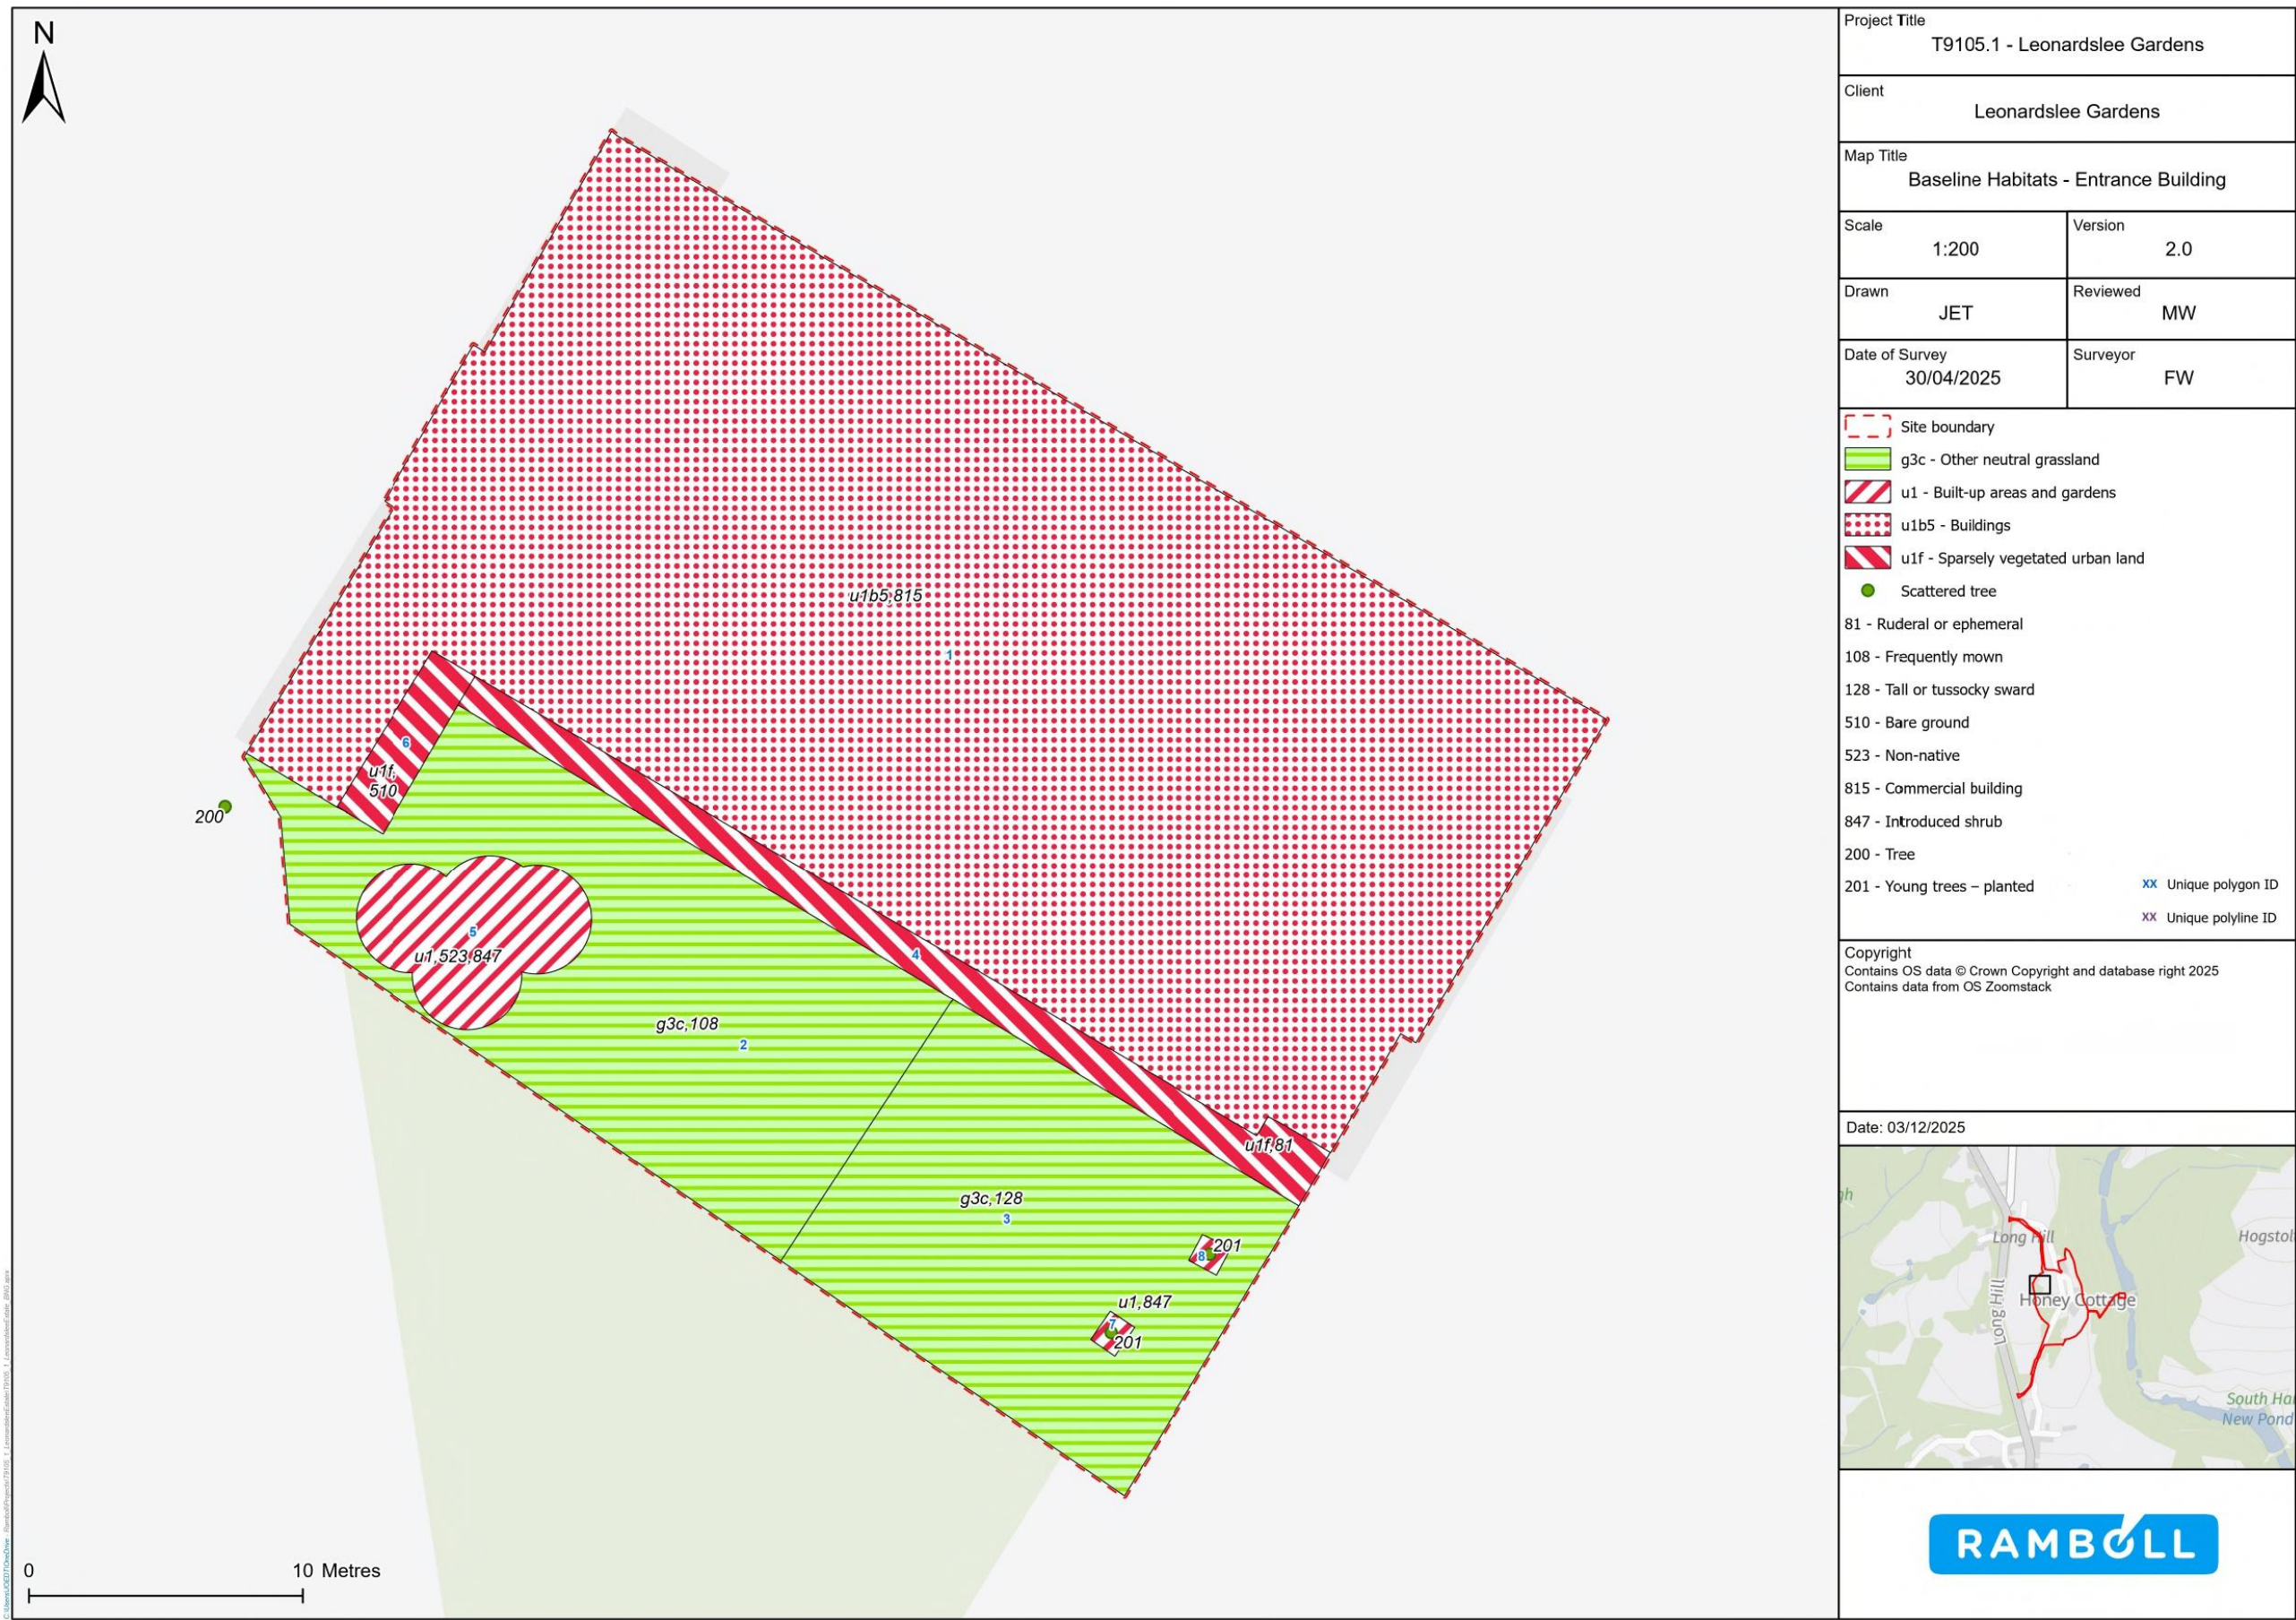 N
u1b5,815
1
6
u1f,
510
200
5
u1,523,847
4
g3c,108
2
u1f,81
g3c,128
3
8
201
u1,847
7
201
0
10 Metres
Project Title
T9105.1 - Leonardslee Gardens
Client
Leonardslee Gardens
Map Title
Baseline Habitats - Entrance Building
Scale
1:200
Version
2.0
Drawn
JET
Reviewed
MW
Date of Survey
30/04/2025
Surveyor
FW
Site boundary
g3c - Other neutral grassland
u1 - Built-up areas and gardens
u1b5 - Buildings
u1f - Sparsely vegetated urban land
Scattered tree
81 - Ruderal or ephemeral
108 - Frequently mown
128 - Tall or tussocky sward
510 - Bare ground
523 - Non-native
815 - Commercial building
847 - Introduced shrub
200 - Tree
201 - Young trees – planted
XX Unique polygon ID
XX Unique polyline ID
Copyright
Contains OS data © Crown Copyright and database right 2025
Contains data from OS Zoomstack
Date: 03/12/2025
gh
Long Hill
Hogstol
Long Hill
Honey Cottage
South Ha
New Pond
RAMBOLL